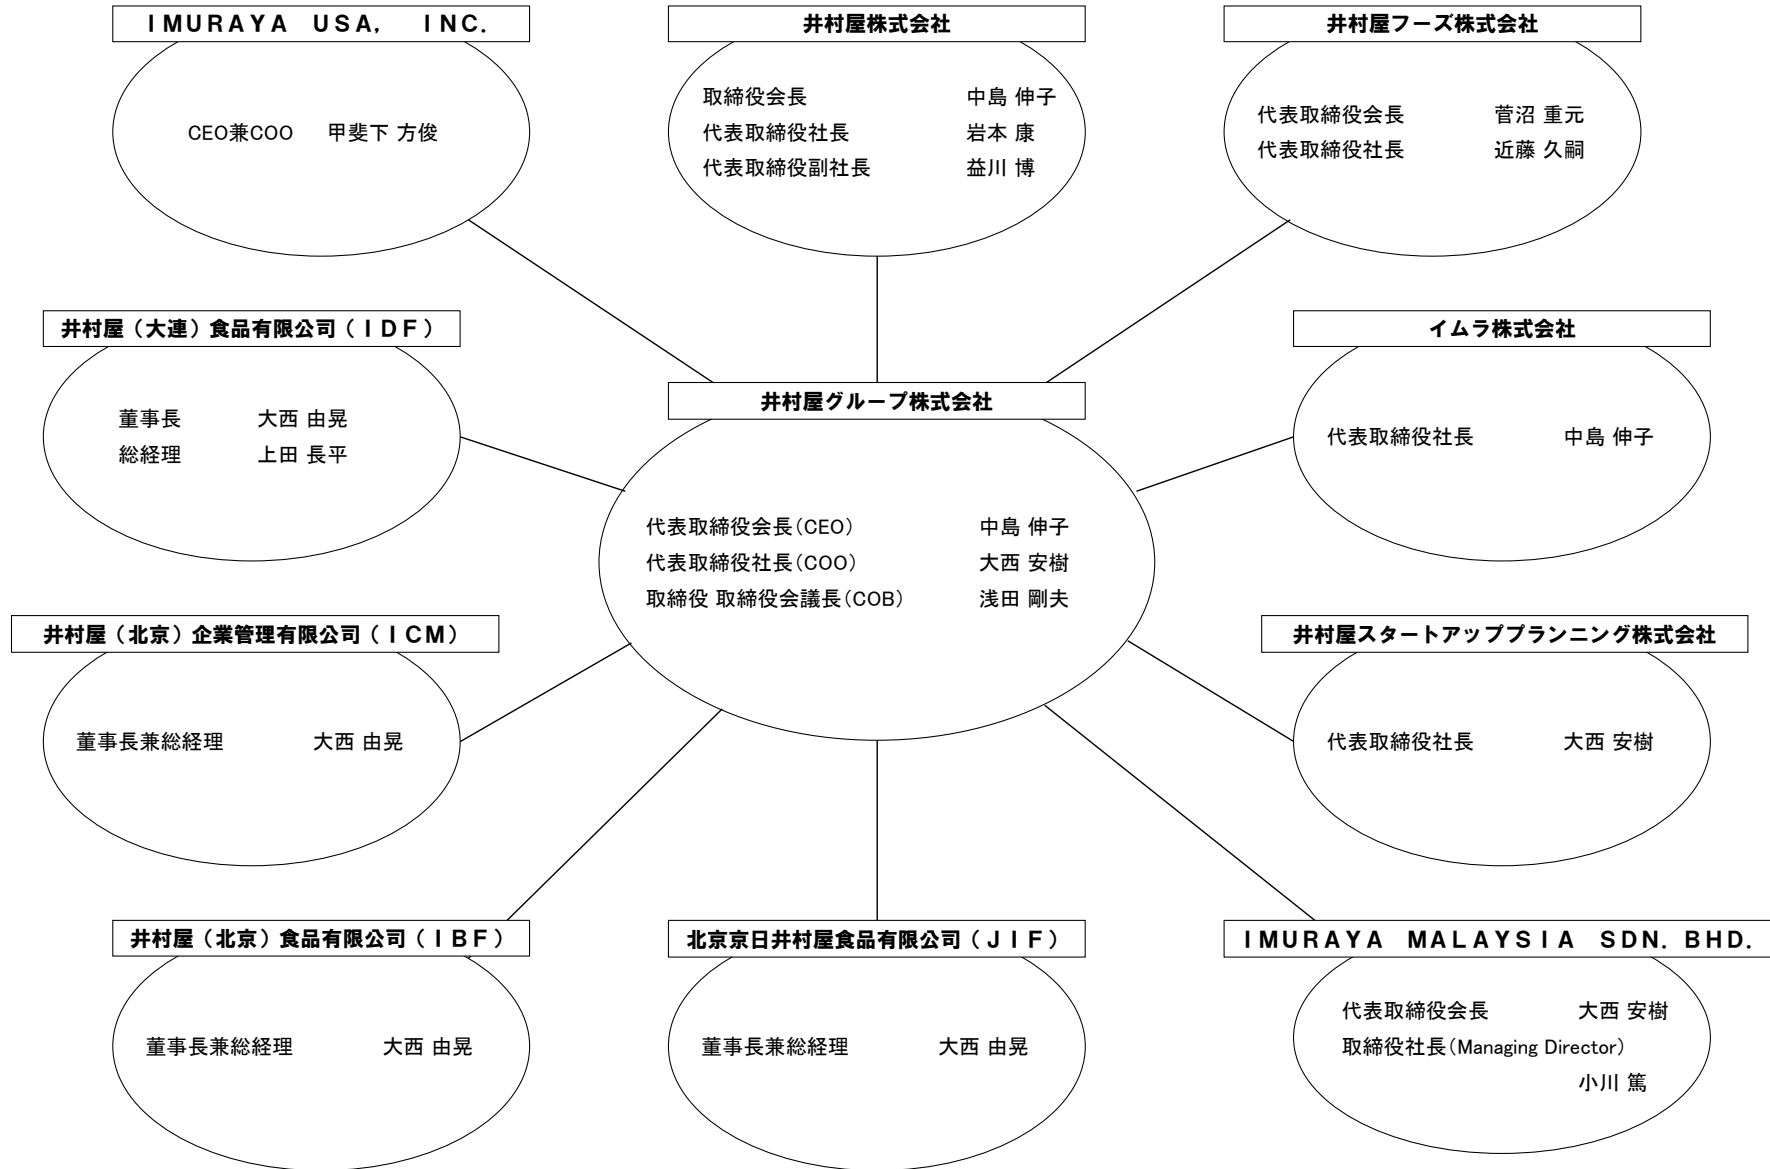 IMURAYA USA, INC.
CEO兼COO 甲斐下 方俊
井村屋株式会社
取締役会長 中島 伸子
代表取締役社長 岩本 康
代表取締役副社長 益川 博
井村屋フーズ株式会社
代表取締役会長 菅沼 重元
代表取締役社長 近藤 久嗣
井村屋（大連）食品有限公司（IDF）
董事長 大西 由晃
総経理 上田 長平
井村屋グループ株式会社
代表取締役会長(CEO) 中島 伸子
代表取締役社長(COO) 大西 安樹
取締役 取締役会議長(COB) 浅田 剛夫
イムラ株式会社
代表取締役社長 中島 伸子
井村屋（北京）企業管理有限公司（ICM）
董事長兼総経理 大西 由晃
井村屋スタートアッププランニング株式会社
代表取締役社長 大西 安樹
井村屋（北京）食品有限公司（IBF）
董事長兼総経理 大西 由晃
北京京日井村屋食品有限公司（JIF）
董事長兼総経理 大西 由晃
IMURAYA MALAYSIA SDN. BHD.
代表取締役会長 大西 安樹
取締役社長(Managing Director)
小川 篤